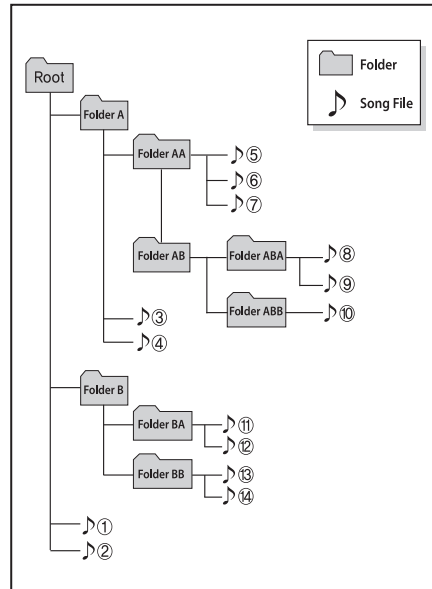 Root
Folder
Song File
Folder A
Folder AA
⑤
⑥
⑦
Folder AB
Folder ABA
⑧
⑨
Folder ABB
⑩
③
④
Folder B
Folder BA
⑪
⑫
Folder BB
⑬
⑭
①
②